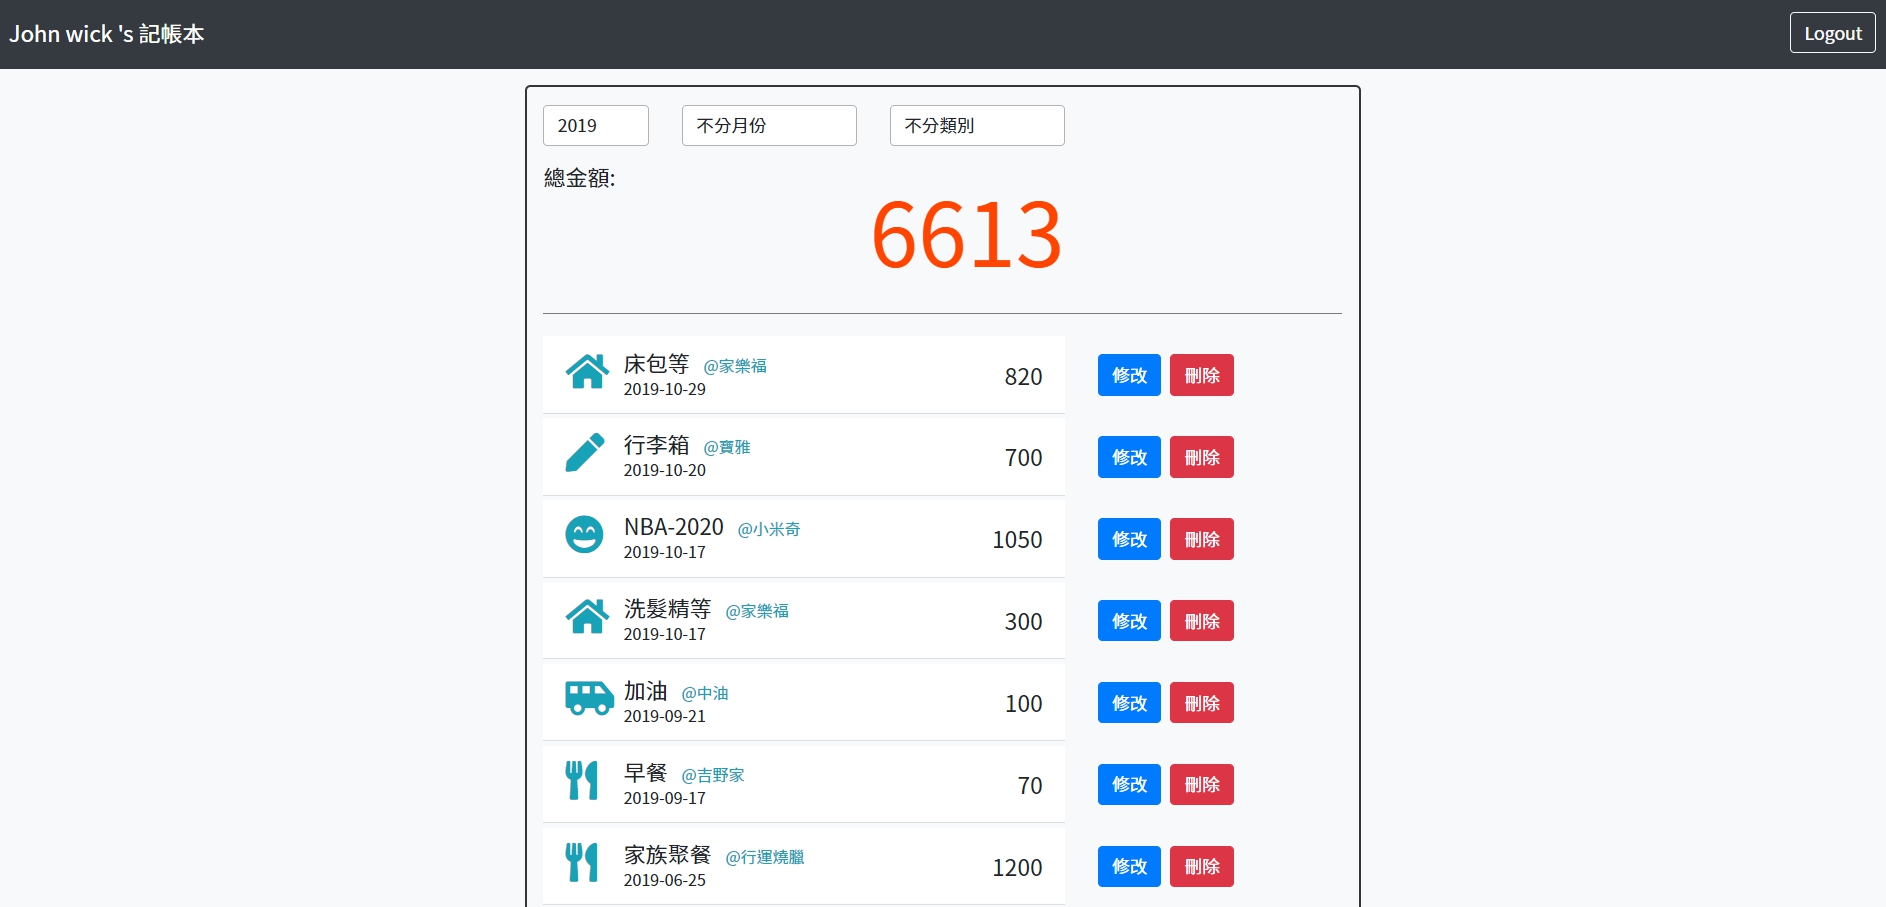 John wick 's 記帳本
Logout
2019 不分月份 不分類別
總金額:
6613
床包等 @家樂福
2019-10-29
820 修改 刪除
行李箱 @寶雅
2019-10-20
700 修改 刪除
NBA-2020 @小米奇
2019-10-17
1050 修改 刪除
洗髮精等 @家樂福
2019-10-17
300 修改 刪除
加油 @中油
2019-09-21
100 修改 刪除
早餐 @吉野家
2019-09-17
70 修改 刪除
家族聚餐 @行運燒臘
2019-06-25
1200 修改 刪除